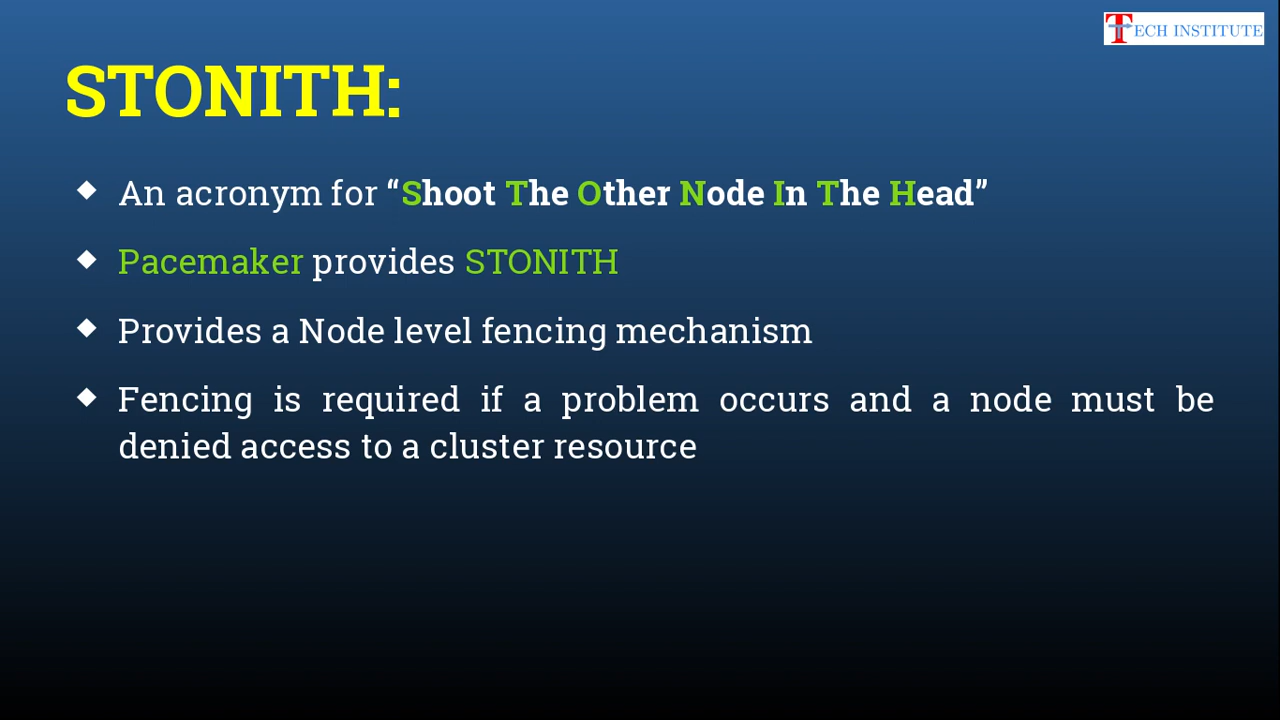 TECH INSTITUTE
STONITH:
◆ An acronym for “Shoot The Other Node In The Head”
◆ Pacemaker provides STONITH
◆ Provides a Node level fencing mechanism
◆ Fencing is required if a problem occurs and a node must be
denied access to a cluster resource